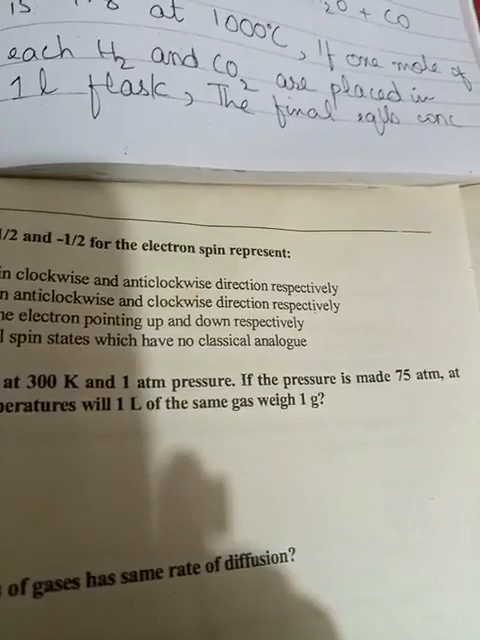 at 1000°C, If one mole of
2O + CO
each H2 and CO2 are placed in
1 l flask, The final eqlb conc
1/2 and -1/2 for the electron spin represent:
in clockwise and anticlockwise direction respectively
n anticlockwise and clockwise direction respectively
he electron pointing up and down respectively
l spin states which have no classical analogue
at 300 K and 1 atm pressure. If the pressure is made 75 atm, at
peratures will 1 L of the same gas weigh 1 g?
of gases has same rate of diffusion?